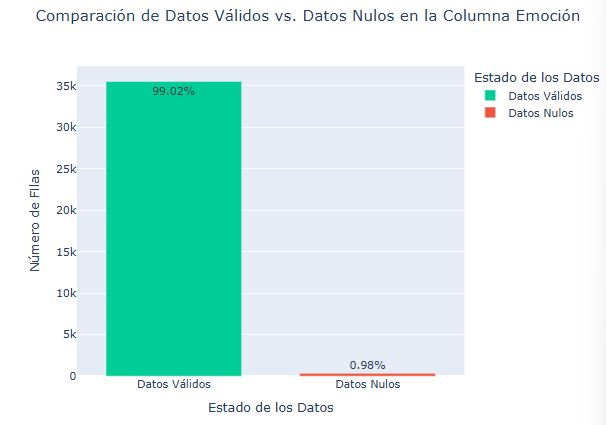 Comparación de Datos Válidos vs. Datos Nulos en la Columna Emoción
Estado de los Datos
Datos Válidos
Datos Nulos
Número de FIlas
35k
30k
25k
20k
15k
10k
5k
0
99.02%
0.98%
Datos Válidos
Datos Nulos
Estado de los Datos